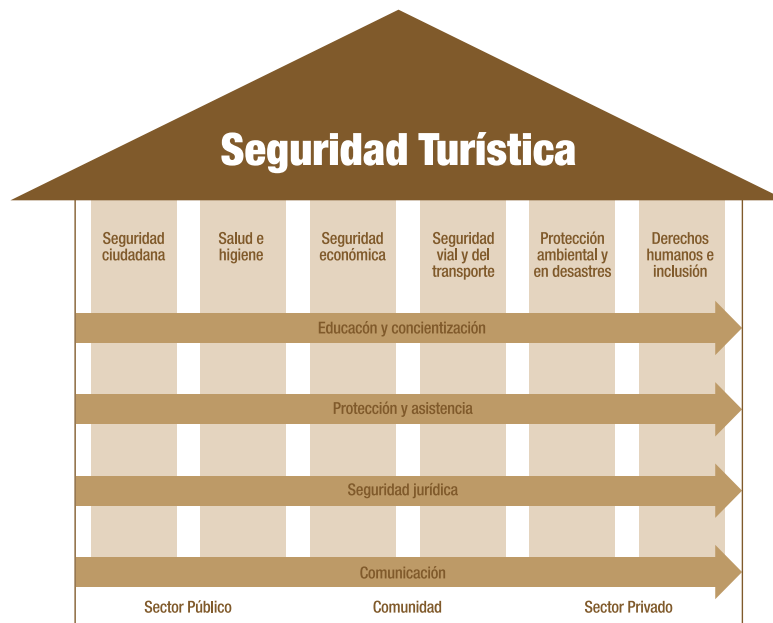 Seguridad Turística
Seguridad
ciudadana
Salud e
higiene
Seguridad
económica
Seguridad
vial y del
transporte
Protección
ambiental y
en desastres
Derechos
humanos e
inclusión
Educacón y concientización
Protección y asistencia
Seguridad jurídica
Comunicación
Sector Público
Comunidad
Sector Privado